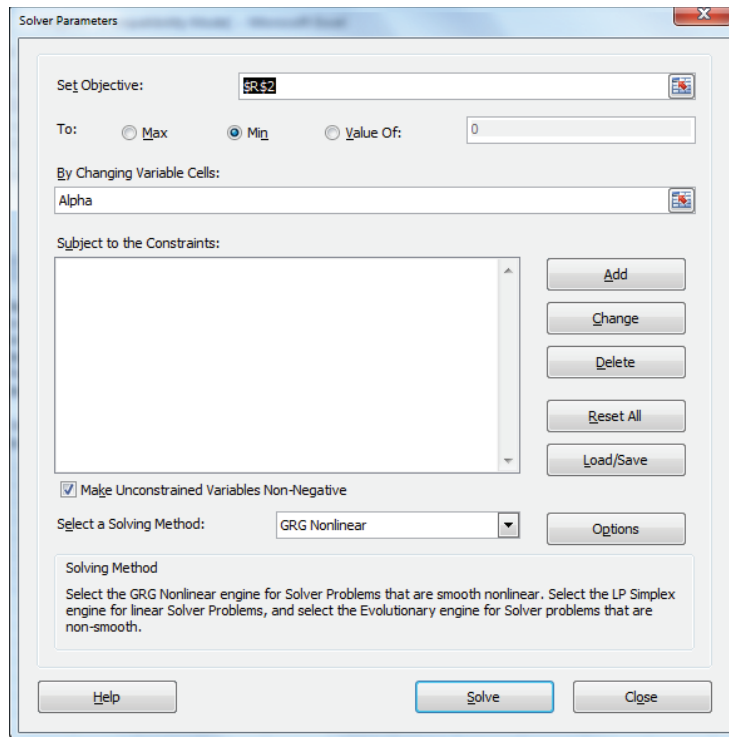 Solver Parameters
Set Objective:
$R$2
To:
Max
Min
Value Of:
0
By Changing Variable Cells:
Alpha
Subject to the Constraints:
Add
Change
Delete
Reset All
Load/Save
Make Unconstrained Variables Non-Negative
Select a Solving Method:
GRG Nonlinear
Options
Solving Method
Select the GRG Nonlinear engine for Solver Problems that are smooth nonlinear. Select the LP Simplex
engine for linear Solver Problems, and select the Evolutionary engine for Solver problems that are
non-smooth.
Help
Solve
Close